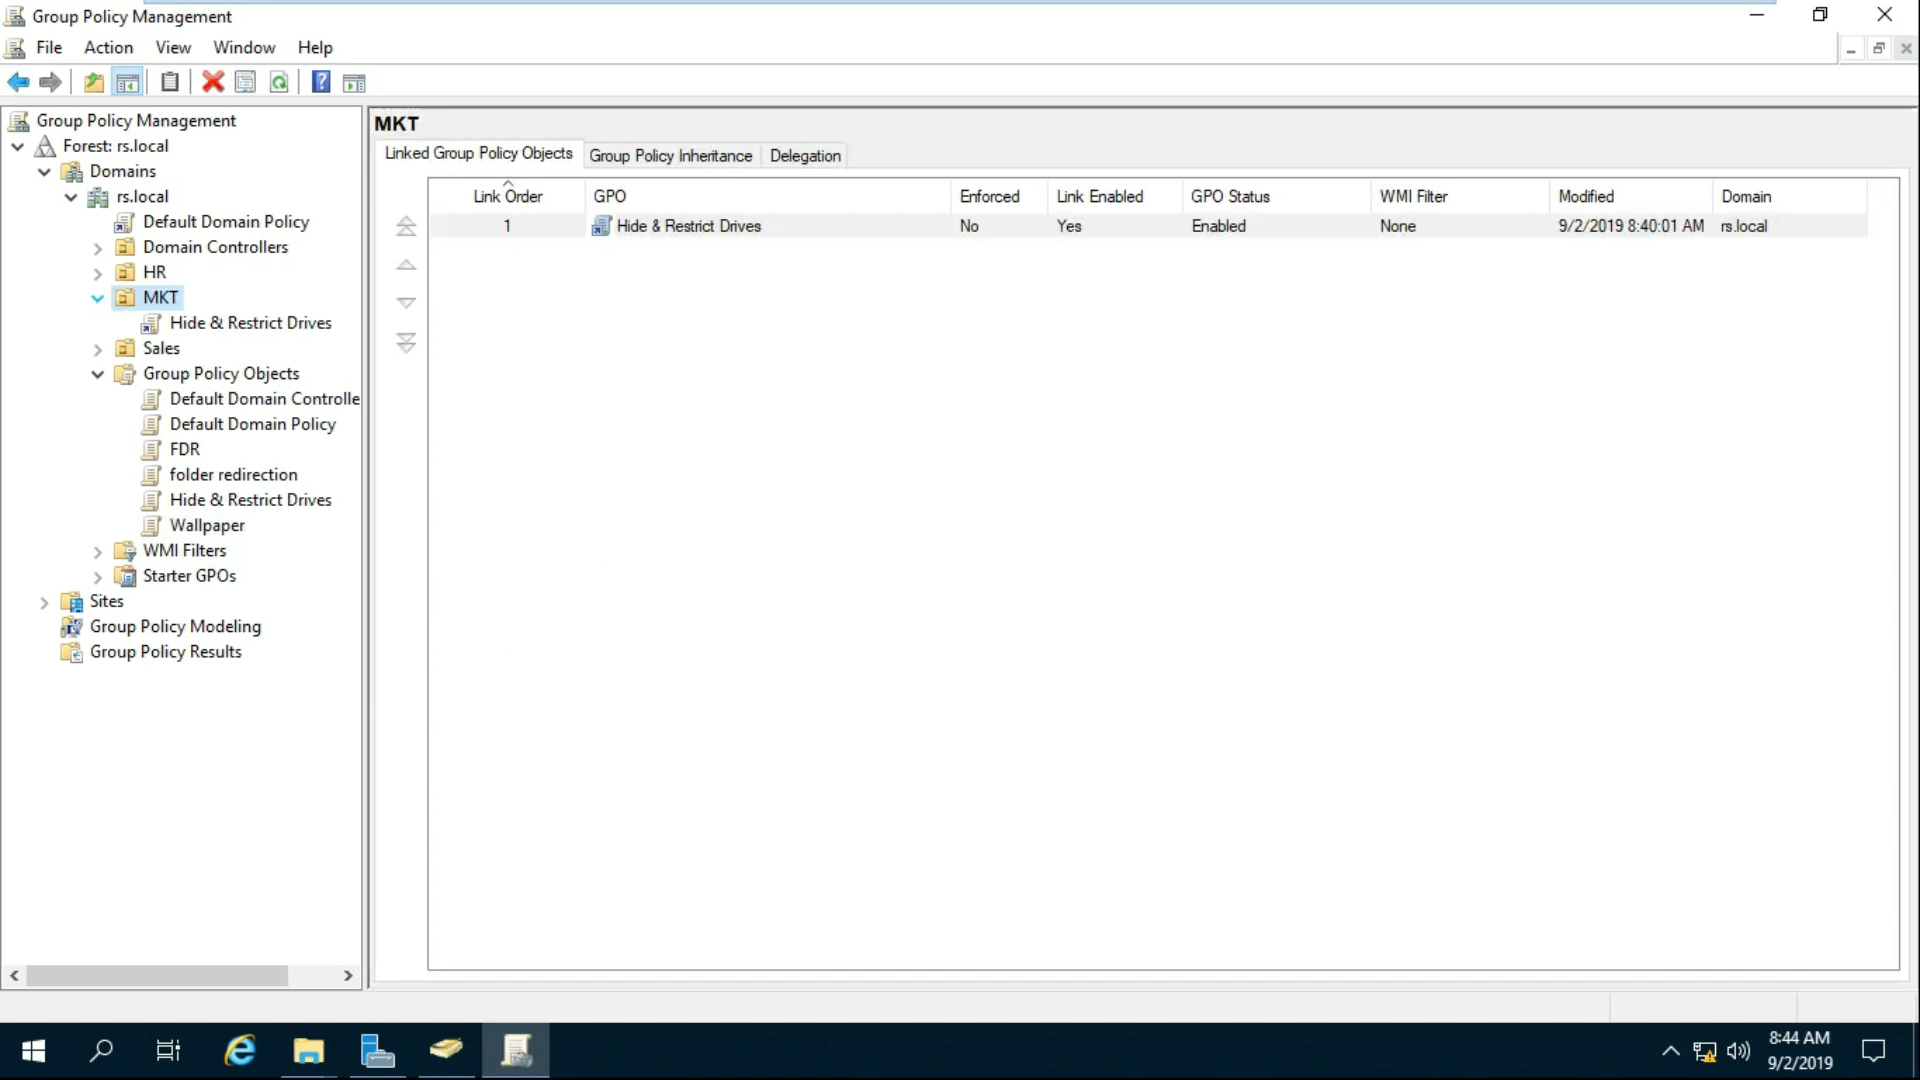 Group Policy Management
File Action View Window Help
Group Policy Management
Forest: rs.local
Domains
rs.local
Default Domain Policy
Domain Controllers
HR
MKT
Hide & Restrict Drives
Sales
Group Policy Objects
Default Domain Controlle
Default Domain Policy
FDR
folder redirection
Hide & Restrict Drives
Wallpaper
WMI Filters
Starter GPOs
Sites
Group Policy Modeling
Group Policy Results
MKT
Linked Group Policy Objects Group Policy Inheritance Delegation
Link Order GPO Enforced Link Enabled GPO Status WMI Filter Modified Domain
1 Hide & Restrict Drives No Yes Enabled None 9/2/2019 8:40:01 AM rs.local
8:44 AM
9/2/2019